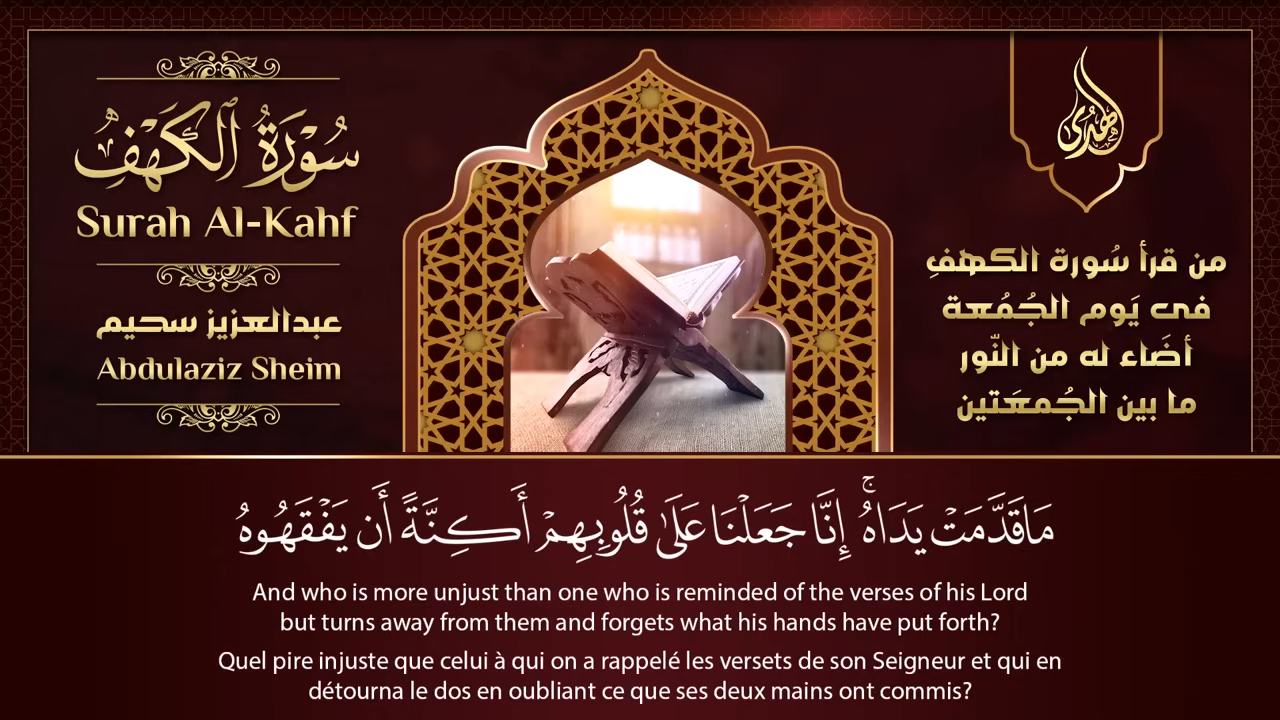 سُوْرَةُ ٱلْكَهْفُ
Surah Al-Kahf
عبدالعزيز سحيم
Abdulaziz Sheim
الهدى
من قرأ سُورة الكهفِ
فى يَوم الجُمُعة
أضَاء له من النّور
ما بين الجُمعَتين
مَاقَدَّمَتْ يَدَاهُ ۚ إِنَّا جَعَلْنَا عَلَىٰ قُلُوبِهِمْ أَكِنَّةً أَن يَفْقَهُوهُ
And who is more unjust than one who is reminded of the verses of his Lord
but turns away from them and forgets what his hands have put forth?
Quel pire injuste que celui à qui on a rappelé les versets de son Seigneur et qui en
détourna le dos en oubliant ce que ses deux mains ont commis?